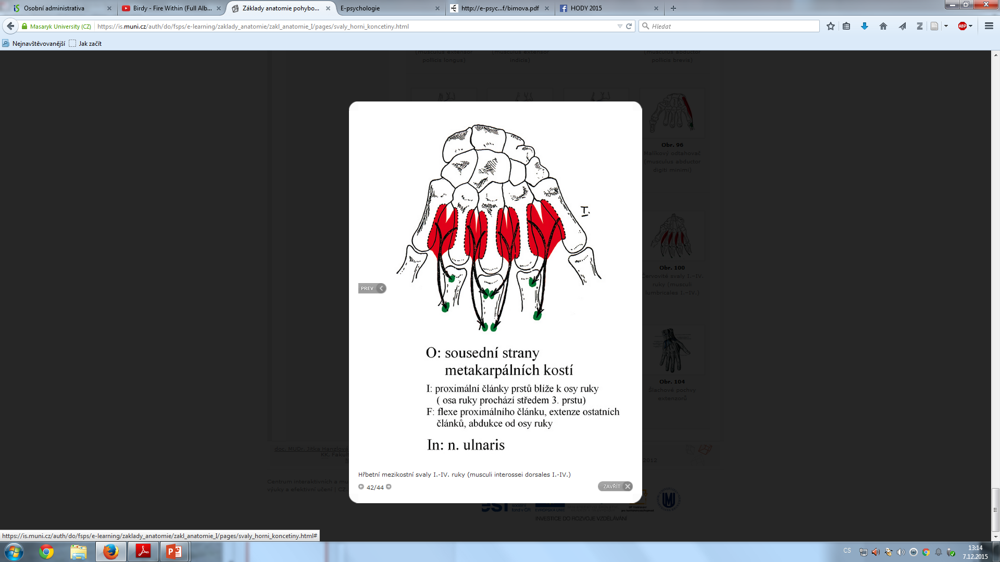 Osobní administrativa
Birdy - Fire Within (Full Alb...
Základy anatomie pohybo...
E-psychologie
http://e-psyc...f/bimova.pdf
HODY 2015
Masaryk University (CZ)
https://is.muni.cz/auth/do/fsps/e-learning/zaklady_anatomie/zakl_anatomie_I/pages/svaly_horni_koncetiny.html
Hledat
ABP
Nejnavštěvovanější
Jak začít
(musculus extensor
pollicis longus)
(musculus extensor
indicis)
(musculus abductor
pollicis brevis)
Obr. 96
Malíkový odtahovač
(musculus abductor
digiti minimi)
I.
PREV
Obr. 100
Červovité svaly I.-IV.
ruky (musculi
lumbricales I.-IV.)
O: sousední strany
metakarpálních kostí
I: proximální články prstů blíže k osy ruky
( osa ruky prochází středem 3. prstu)
F: flexe proximálního článku, extenze ostatních
článků, abdukce od osy ruky
In: n. ulnaris
Obr. 104
Šlachové pochvy
extenzorů
Hřbetní mezikostní svaly I.-IV. ruky (musculi interossei dorsales I.-IV.)
42/44
ZAVŘÍT
doc. MUDr. Jitka Hanzlová
KK, Fakul
2012
Centrum interaktivních a mu
výuky a efektivní učení | CZ.
INVESTICE DO ROZVOJE VZDĚLÁVÁNÍ
https://is.muni.cz/auth/do/fsps/e-learning/zaklady_anatomie/zakl_anatomie_I/pages/svaly_horni_koncetiny.html#
CS
13:14
7.12.2015